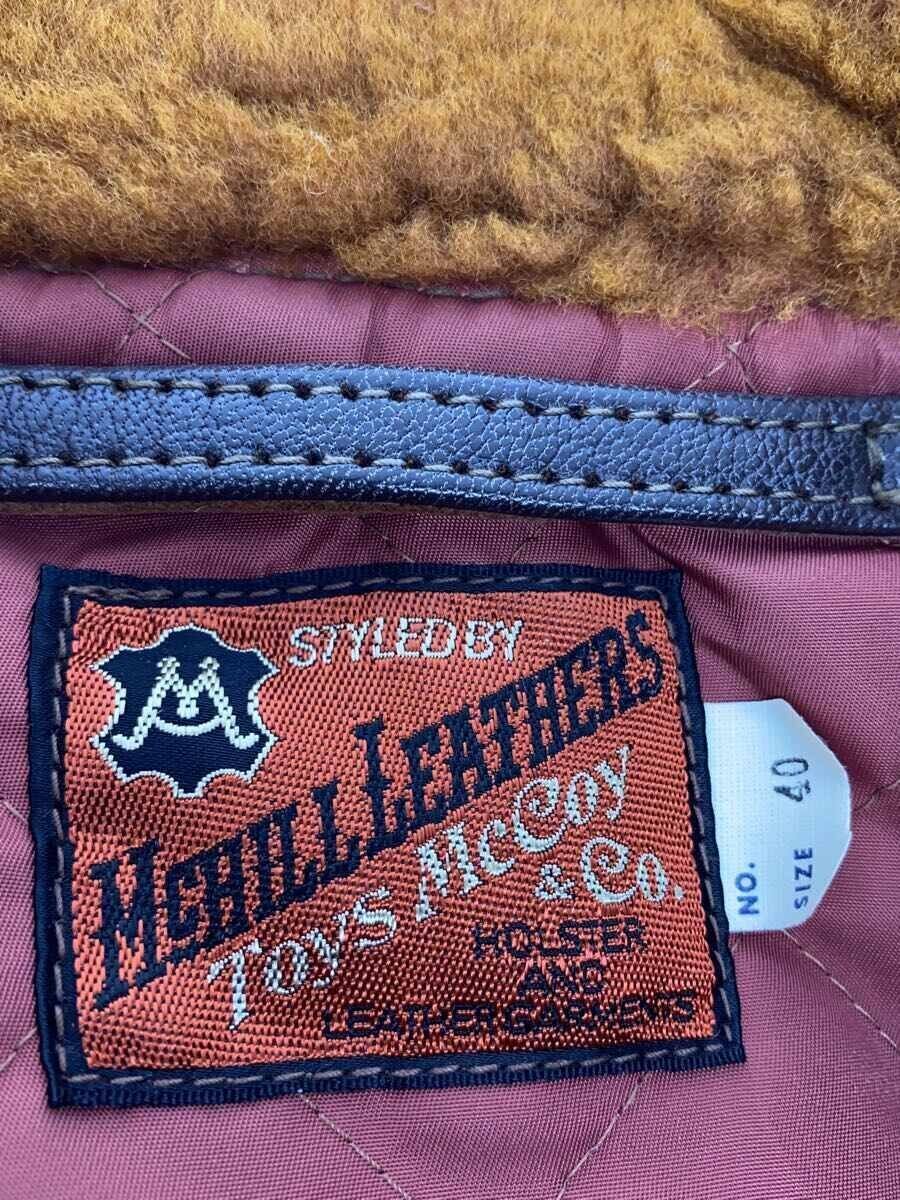 STYLED BY
M
McHILL LEATHERS
TOYS McCOY
& Co.
HOLSTER
AND
LEATHER GARMENTS
NO.
SIZE 40